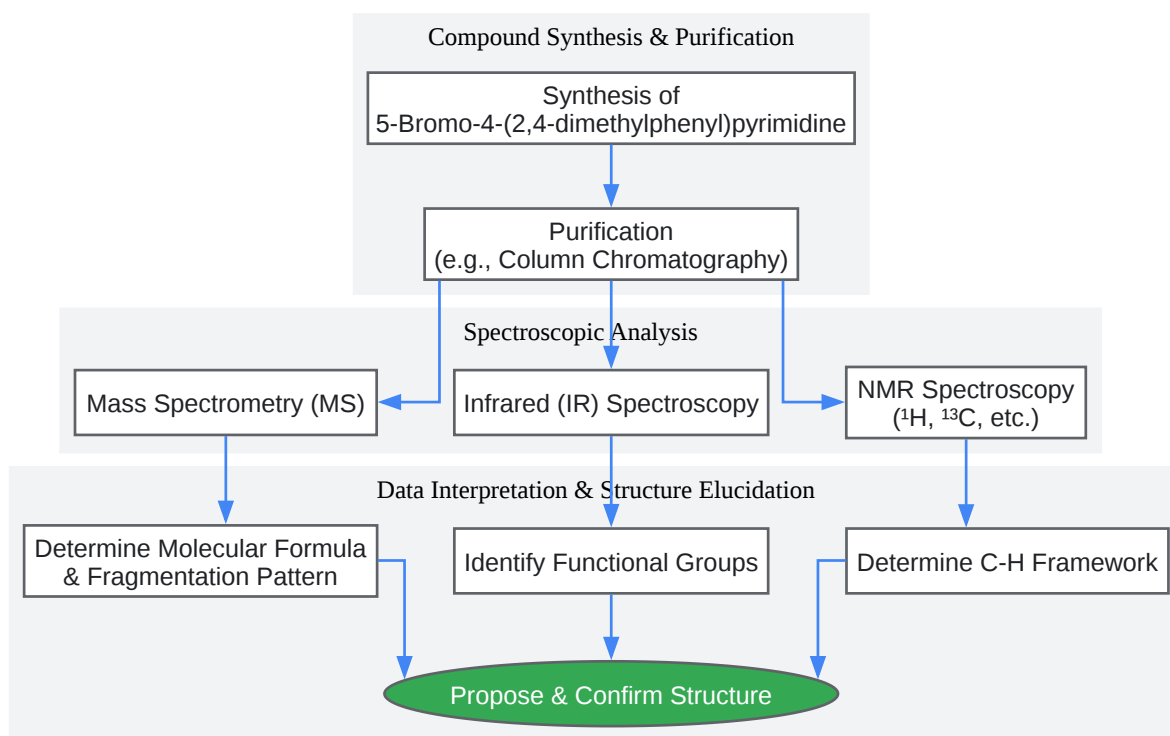 Compound Synthesis & Purification
Synthesis of
5-Bromo-4-(2,4-dimethylphenyl)pyrimidine
Purification
(e.g., Column Chromatography)
Spectroscopic Analysis
Mass Spectrometry (MS)
Infrared (IR) Spectroscopy
NMR Spectroscopy
(¹H, ¹³C, etc.)
Data Interpretation & Structure Elucidation
Determine Molecular Formula
& Fragmentation Pattern
Identify Functional Groups
Determine C-H Framework
Propose & Confirm Structure